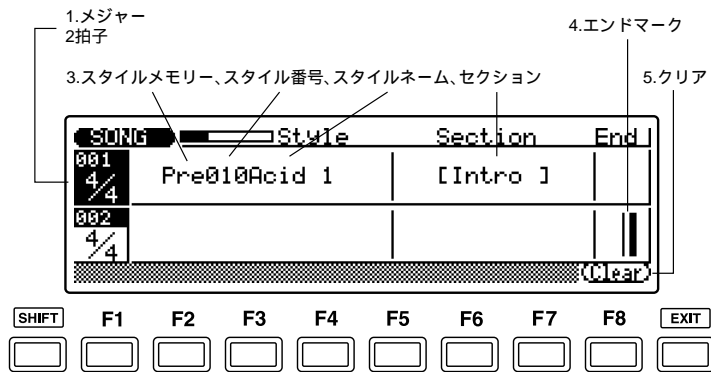 1.メジャー
2拍子
4.エンドマーク
3.スタイルメモリー、スタイル番号、スタイルネーム、セクション
5.クリア
SONG Style Section End
001
4/4 Pre010Acid 1 [Intro ]
002
4/4
(Clear)
SHIFT F1 F2 F3 F4 F5 F6 F7 F8 EXIT